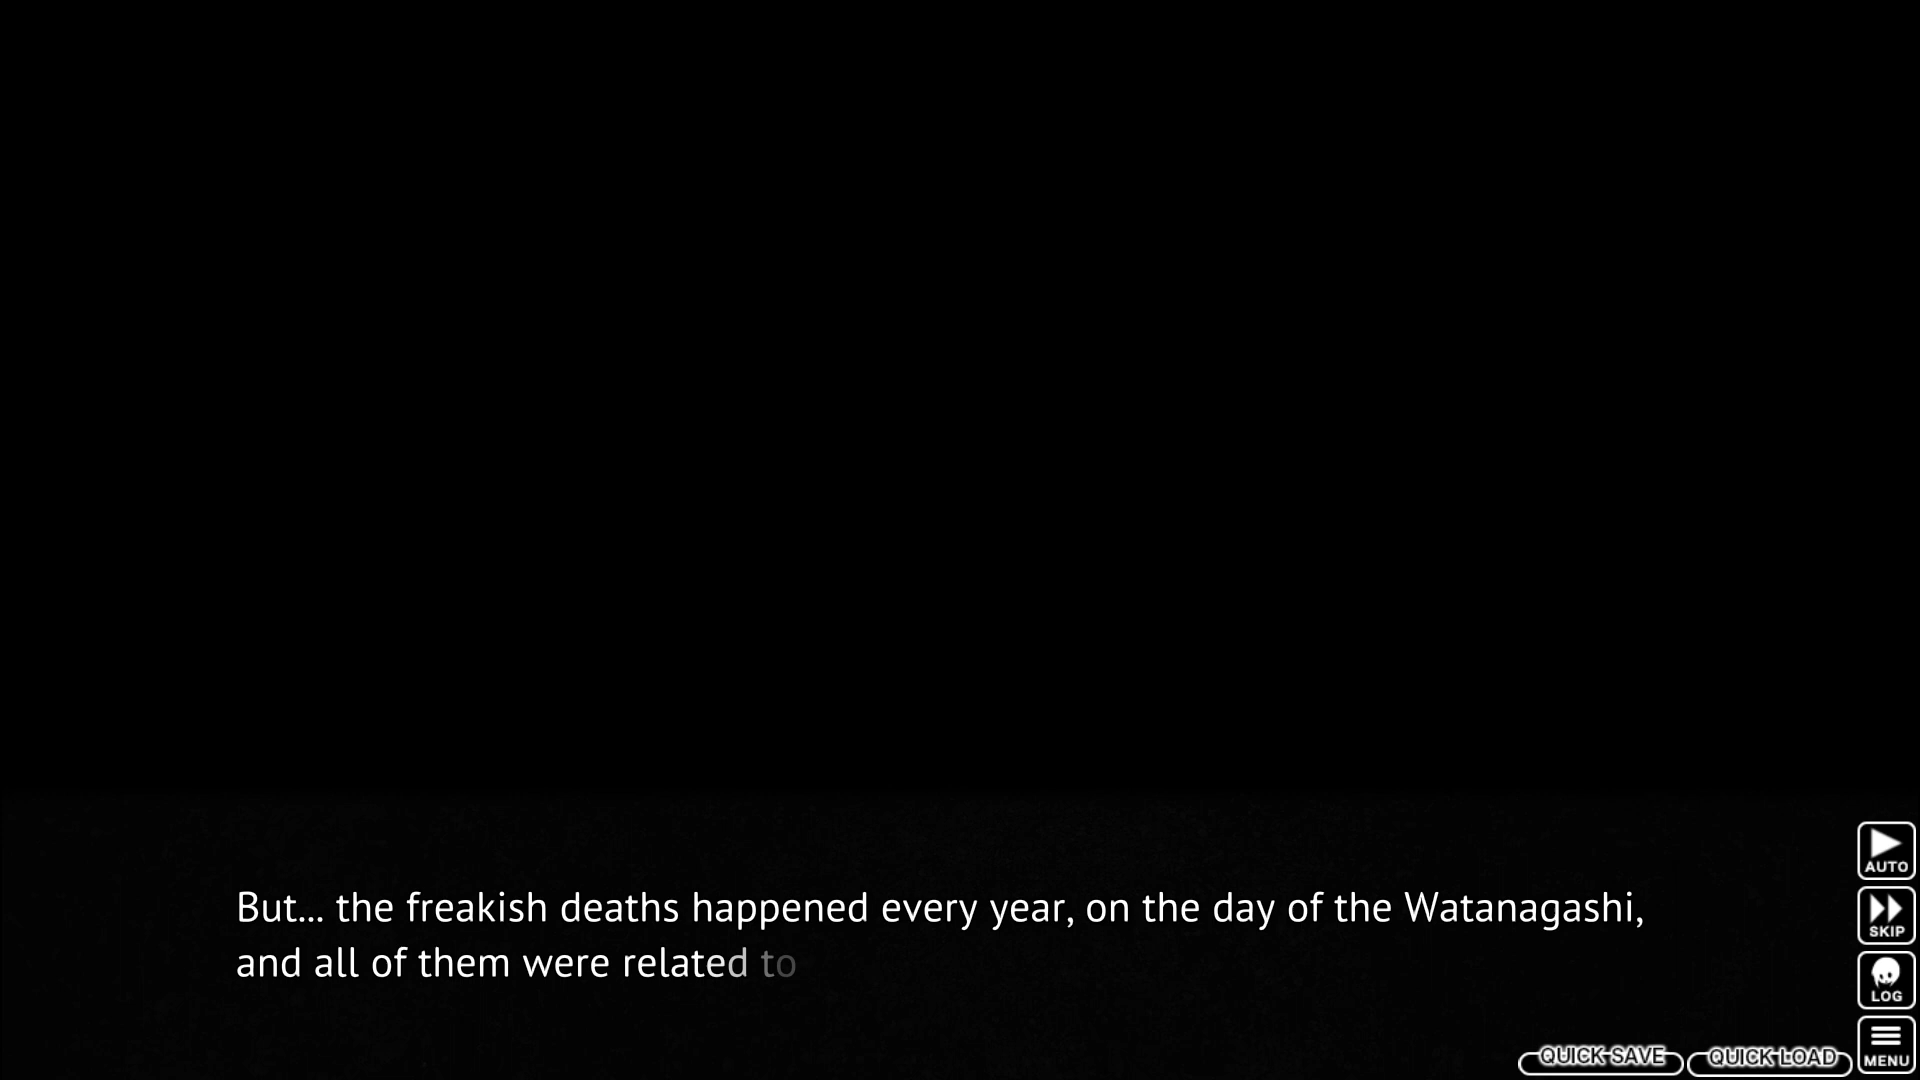 But... the freakish deaths happened every year, on the day of the Watanagashi,
and all of them were related to
AUTO
SKIP
LOG
MENU
QUICK SAVE
QUICK LOAD